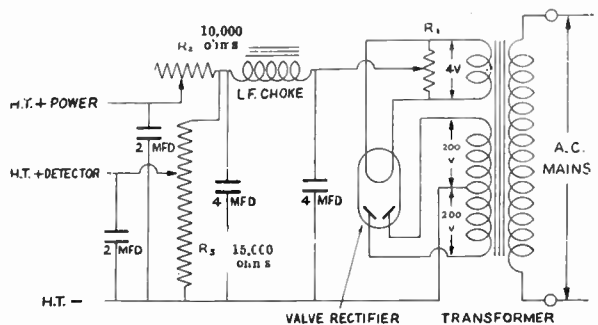 10,000
ohms
R₂
R₁
L.F. CHOKE
4V
H.T.+ POWER
2 MFD
200
V
A.C.
MAINS
H.T.+DETECTOR
4 MFD
4 MFD
200
V
2 MFD
R₃
15,000
ohms
H.T.-
VALVE RECTIFIER
TRANSFORMER